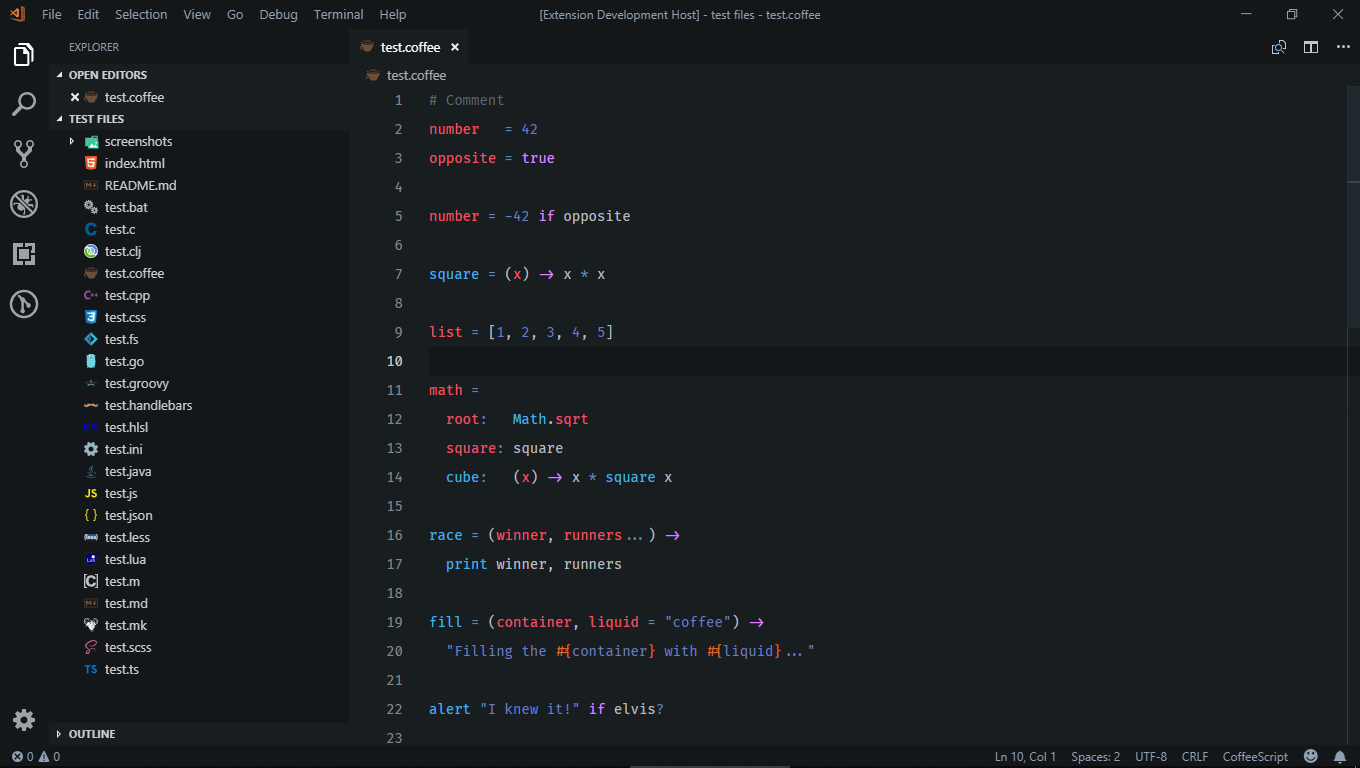 File Edit Selection View Go Debug Terminal Help [Extension Development Host] - test files - test.coffee
EXPLORER
OPEN EDITORS
test.coffee
TEST FILES
screenshots
index.html
README.md
test.bat
test.c
test.clj
test.coffee
test.cpp
test.css
test.fs
test.go
test.groovy
test.handlebars
test.hlsl
test.ini
test.java
JS test.js
{ } test.json
{less} test.less
test.lua
[C] test.m
test.md
test.mk
test.scss
TS test.ts
OUTLINE
test.coffee
test.coffee
1 # Comment
2 number   = 42
3 opposite = true
4
5 number = -42 if opposite
6
7 square = (x) -> x * x
8
9 list = [1, 2, 3, 4, 5]
10
11 math =
12   root:   Math.sqrt
13   square: square
14   cube:   (x) -> x * square x
15
16 race = (winner, runners...) ->
17   print winner, runners
18
19 fill = (container, liquid = "coffee") ->
20   "Filling the #{container} with #{liquid}..."
21
22 alert "I knew it!" if elvis?
23
0 0 Ln 10, Col 1 Spaces: 2 UTF-8 CRLF CoffeeScript